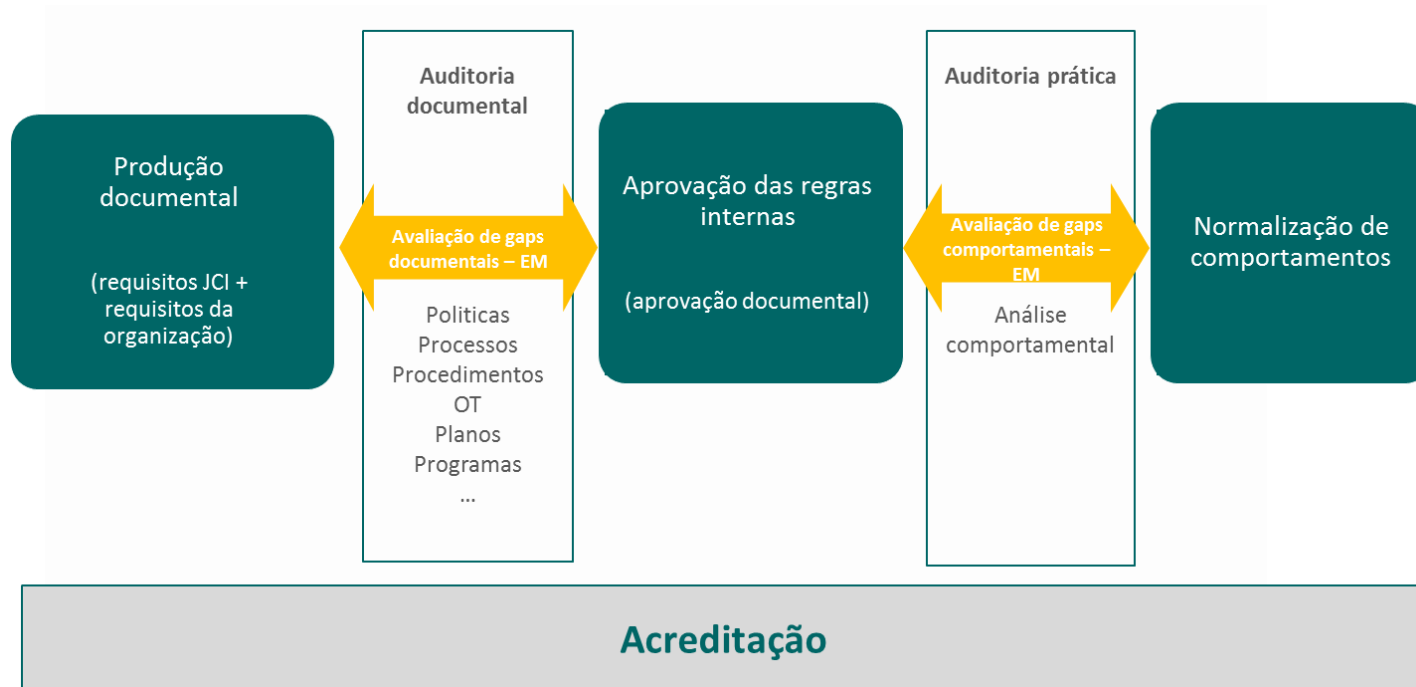 Produção
documental
(requisitos JCI +
requisitos da
organização)
Auditoria
documental
Avaliação de gaps
documentais – EM
Politicas
Processos
Procedimentos
OT
Planos
Programas
...
Aprovação das regras
internas
(aprovação documental)
Auditoria prática
Avaliação de gaps
comportamentais –
EM
Análise
comportamental
Normalização de
comportamentos
Acreditação